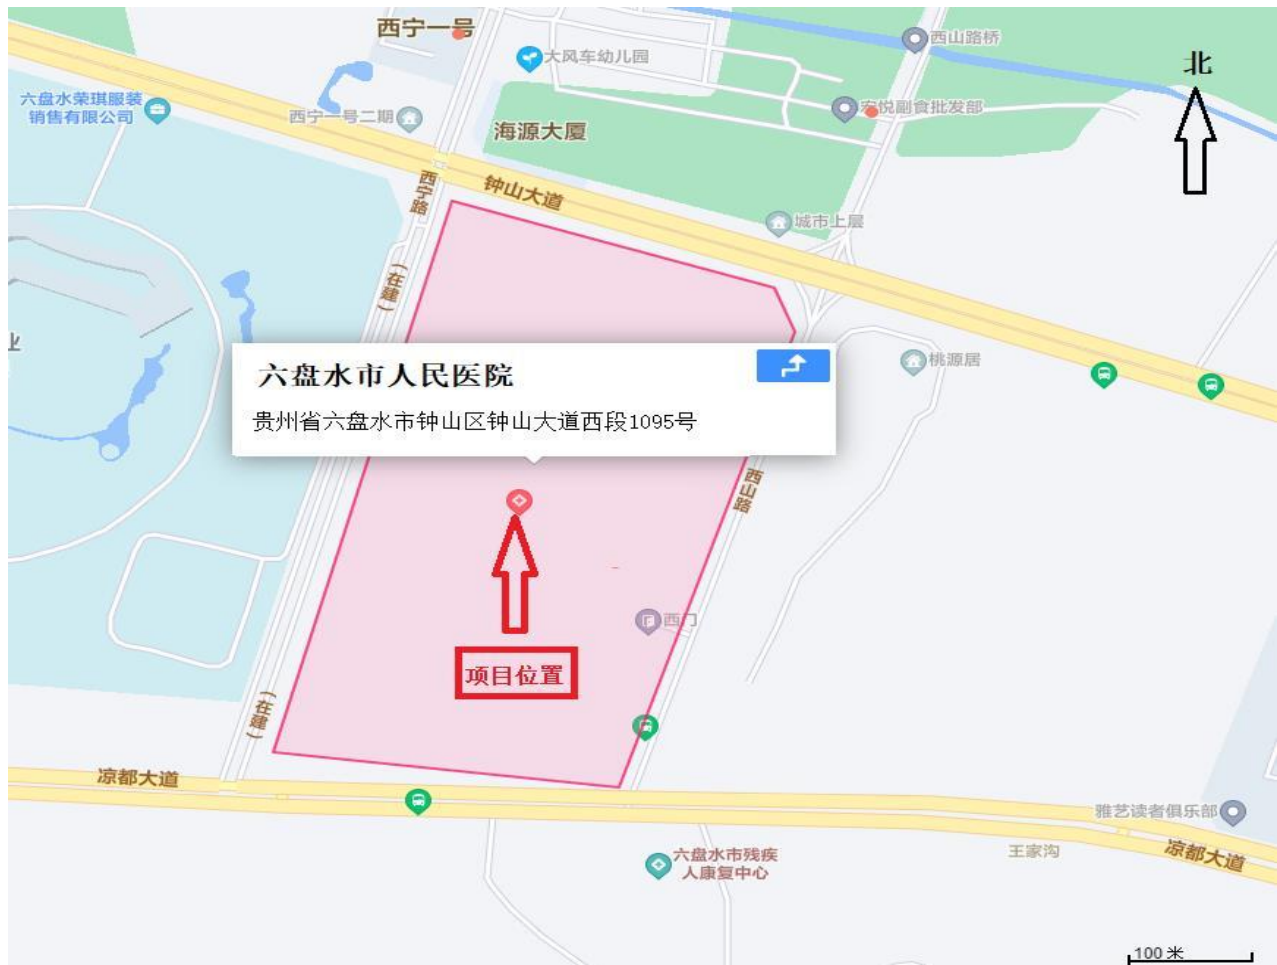 西宁一号
大风车幼儿园
西山路桥
北
六盘水荣琪服装
销售有限公司
西宁一号二期
海源大厦
宏悦副食批发部
西宁路
钟山大道
城市上层
(在建)
业
六盘水市人民医院
桃源居
贵州省六盘水市钟山区钟山大道西段1095号
西山路
西门
项目位置
(在建)
凉都大道
雅艺读者俱乐部
六盘水市残疾
人康复中心
王家沟
凉都大道
100 米